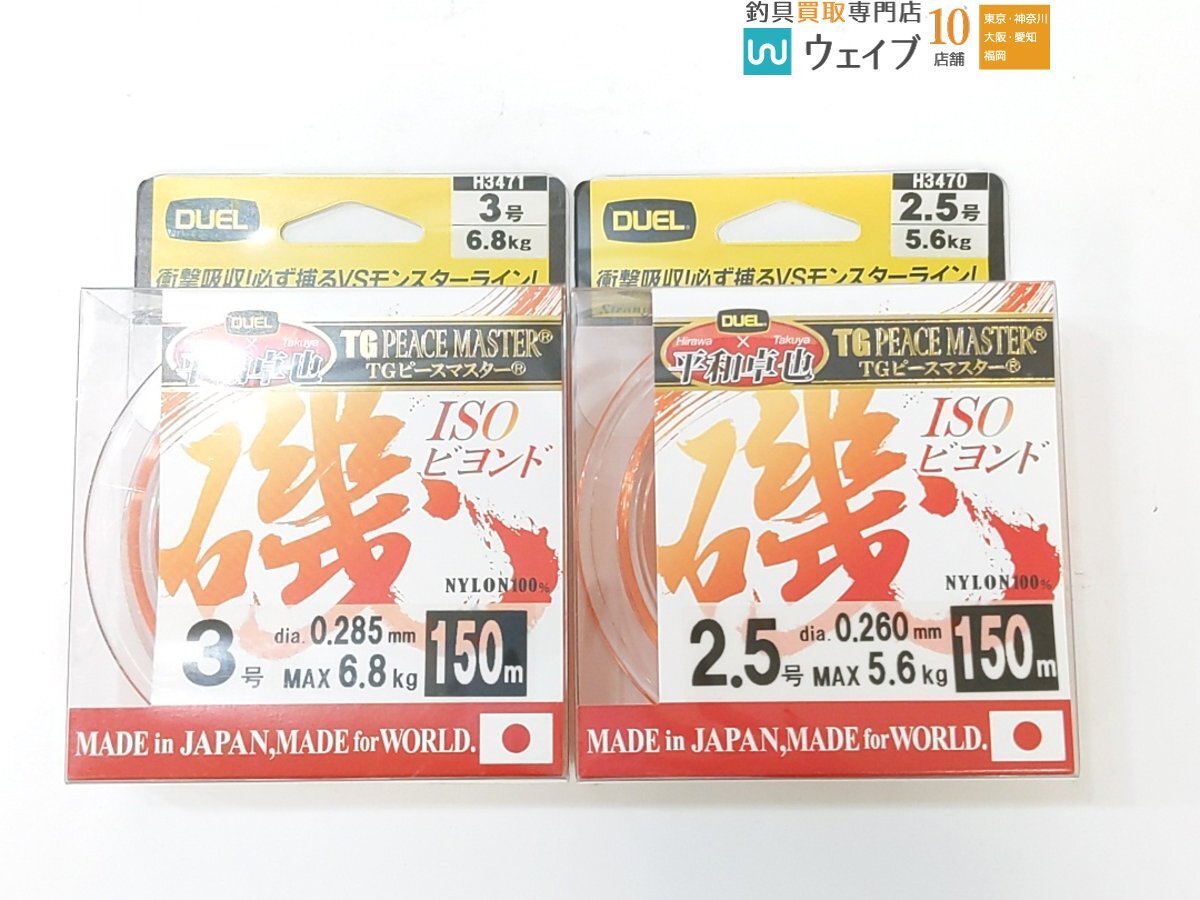 釣具買取専門店
ウェイブ
10店舗
東京・神奈川
大阪・愛知
福岡
DUEL
H3471
3号
6.8kg
衝撃吸収!必ず捕るVSモンスターライン!
DUEL
× Takuya
平和卓也
TG PEACE MASTER®
TGピースマスター®
磯
ISO
ビヨンド
NYLON100%
3号
dia. 0.285mm
MAX 6.8kg
150m
MADE in JAPAN,MADE for WORLD.
DUEL®
H3470
2.5号
5.6kg
衝撃吸収!必ず捕るVSモンスターライン!
Strong
DUEL®
Hirawa × Takuya
平和卓也
TG PEACE MASTER®
TGピースマスター®
磯
ISO
ビヨンド
NYLON100%
2.5号
dia. 0.260mm
MAX 5.6kg
150m
MADE in JAPAN,MADE for WORLD.